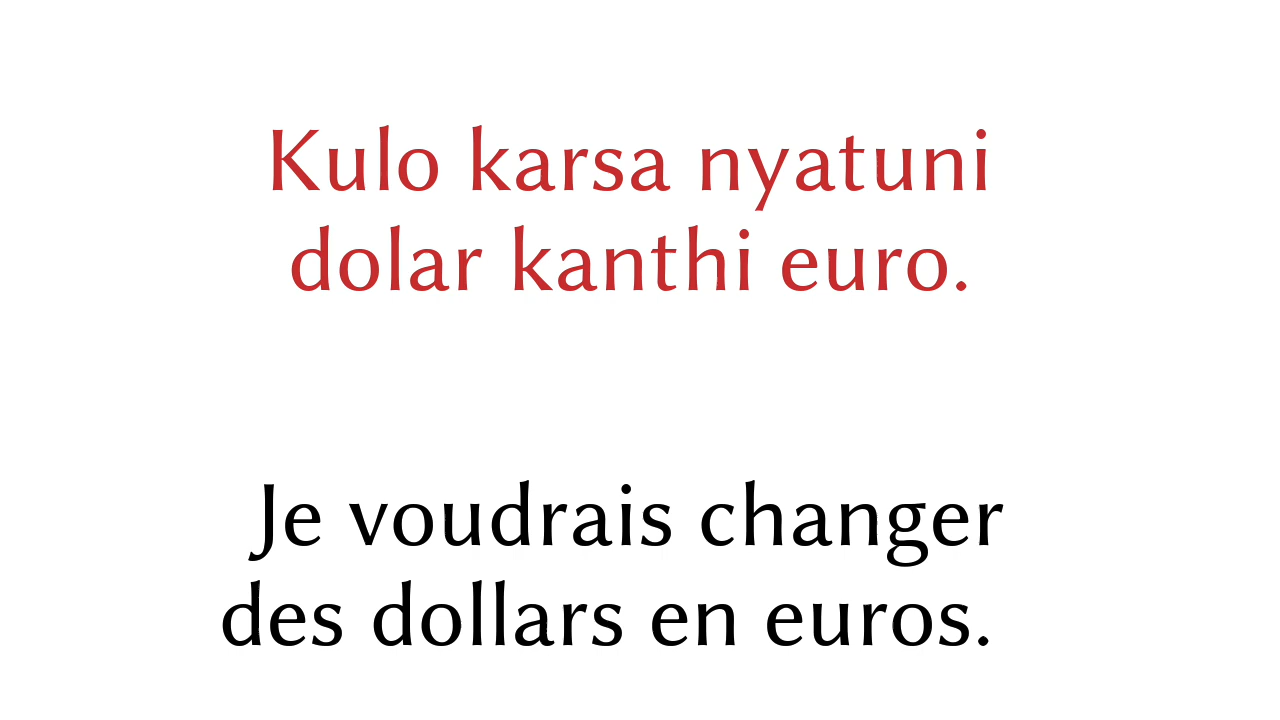 Kulo karsa nyatuni
dolar kanthi euro.
Je voudrais changer
des dollars en euros.